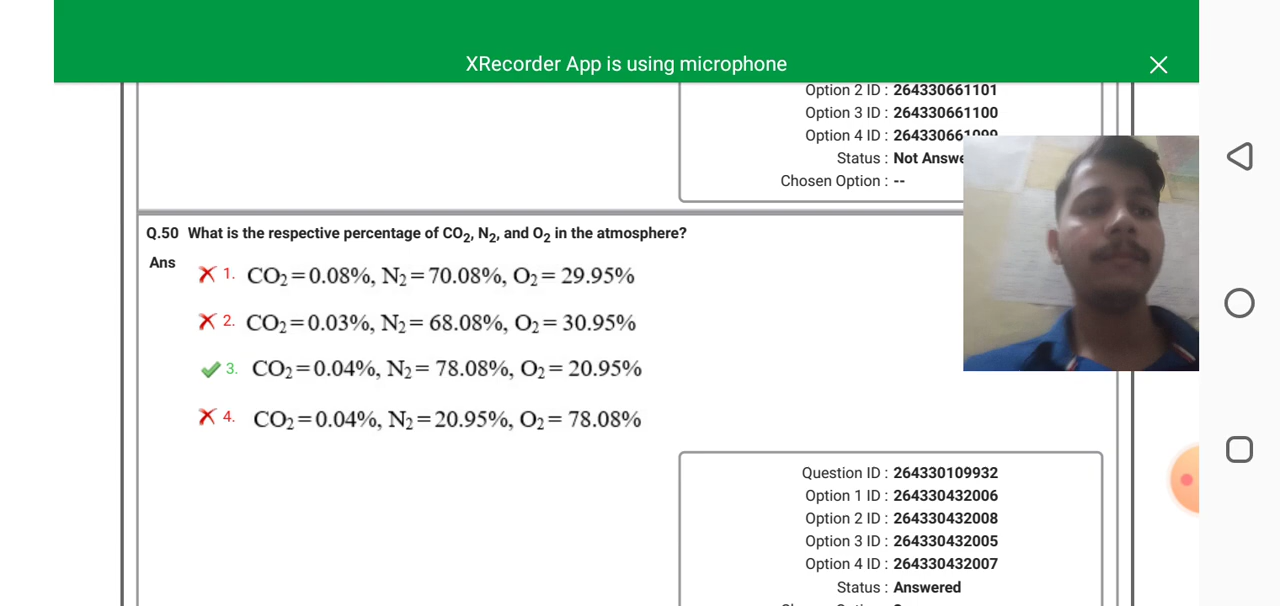 XRecorder App is using microphone
Option 2 ID : 264330661101
Option 3 ID : 264330661100
Option 4 ID : 264330661099
Status : Not Answe
Chosen Option : --
Q.50 What is the respective percentage of CO2, N2, and O2 in the atmosphere?
Ans
1. CO2=0.08%, N2=70.08%, O2= 29.95%
2. CO2=0.03%, N2= 68.08%, O2= 30.95%
3. CO2=0.04%, N2= 78.08%, O2= 20.95%
4. CO2=0.04%, N2=20.95%, O2= 78.08%
Question ID : 264330109932
Option 1 ID : 264330432006
Option 2 ID : 264330432008
Option 3 ID : 264330432005
Option 4 ID : 264330432007
Status : Answered